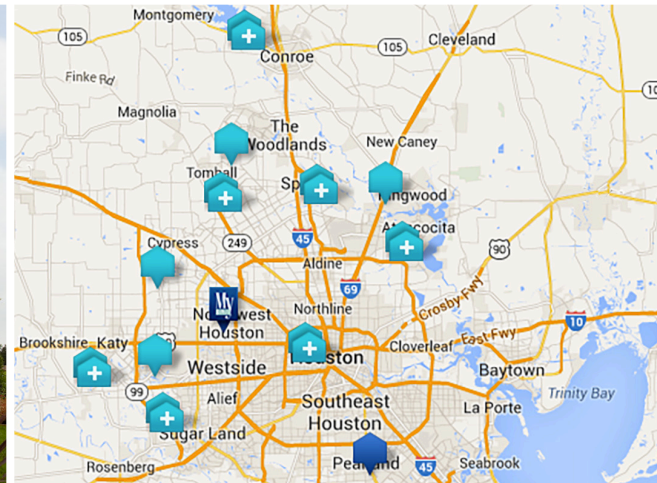 Montgomery
105
105
Cleveland
Conroe
Finke Rd
Magnolia
The
Woodlands
New Caney
Tomball
Kingwood
Atascocita
249
45
Cypress
90
Aldine
69
My
Northwest
Houston
Northline
Crosby Fwy
10
East Fwy
Brookshire
Katy
Houston
Cloverleaf
Westside
Baytown
99
Alief
Southeast
Houston
La Porte
Trinity Bay
Sugar Land
Pearland
45
Seabrook
Rosenberg